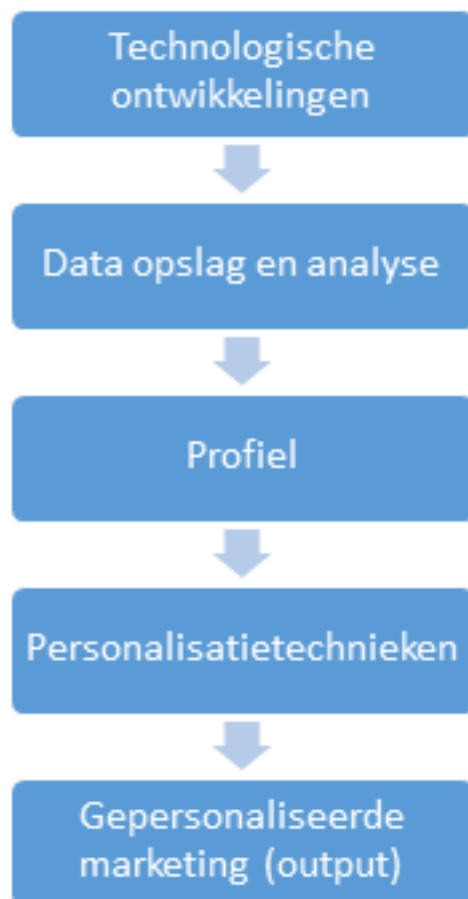 Technologische
ontwikkelingen
Data opslag en analyse
Profiel
Personalisatietechnieken
Gepersonaliseerde
marketing (output)